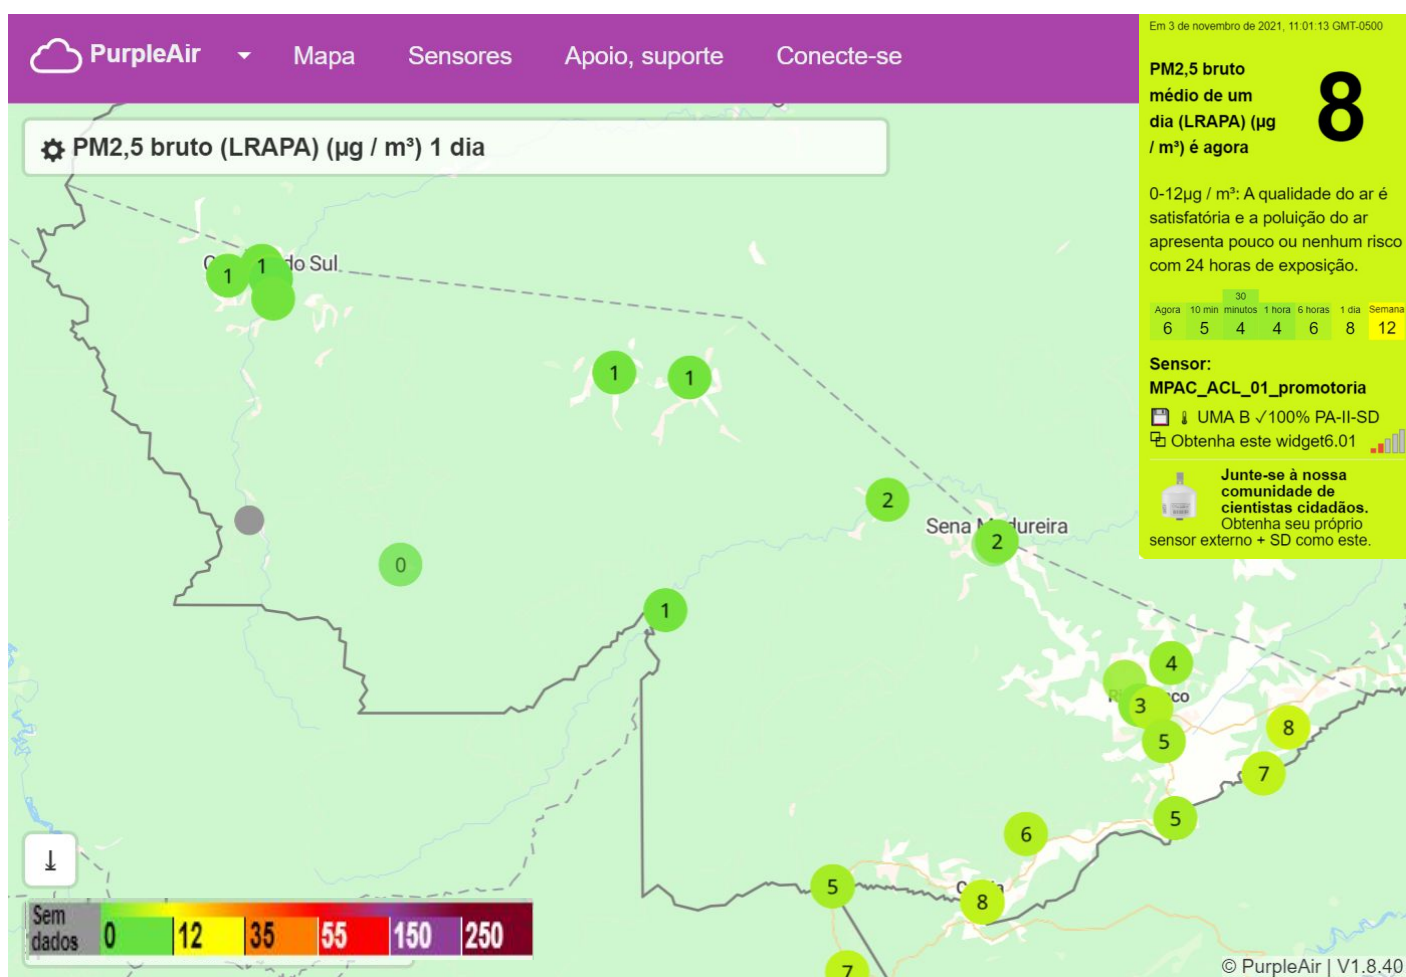 PurpleAir
Mapa
Sensores
Apoio, suporte
Conecte-se
PM2,5 bruto (LRAPA) (µg / m³) 1 dia
Em 3 de novembro de 2021, 11:01:13 GMT-0500
PM2,5 bruto
médio de um
dia (LRAPA) (µg
/ m³) é agora
8
0-12µg / m³: A qualidade do ar é
satisfatória e a poluição do ar
apresenta pouco ou nenhum risco
com 24 horas de exposição.
Agora 10 min 30 minutos 1 hora 6 horas 1 dia Semana
6 5 4 4 6 8 12
Sensor:
MPAC_ACL_01_promotoria
UMA B ✓100% PA-II-SD
Obtenha este widget6.01
Junte-se à nossa
comunidade de
cientistas cidadãos.
Obtenha seu próprio
sensor externo + SD como este.
do Sul
1
1
1
1
2
Sena Madureira
2
0
1
4
3
5
8
7
5
6
5
8
7
Sem
dados
0 12 35 55 150 250
© PurpleAir | V1.8.40